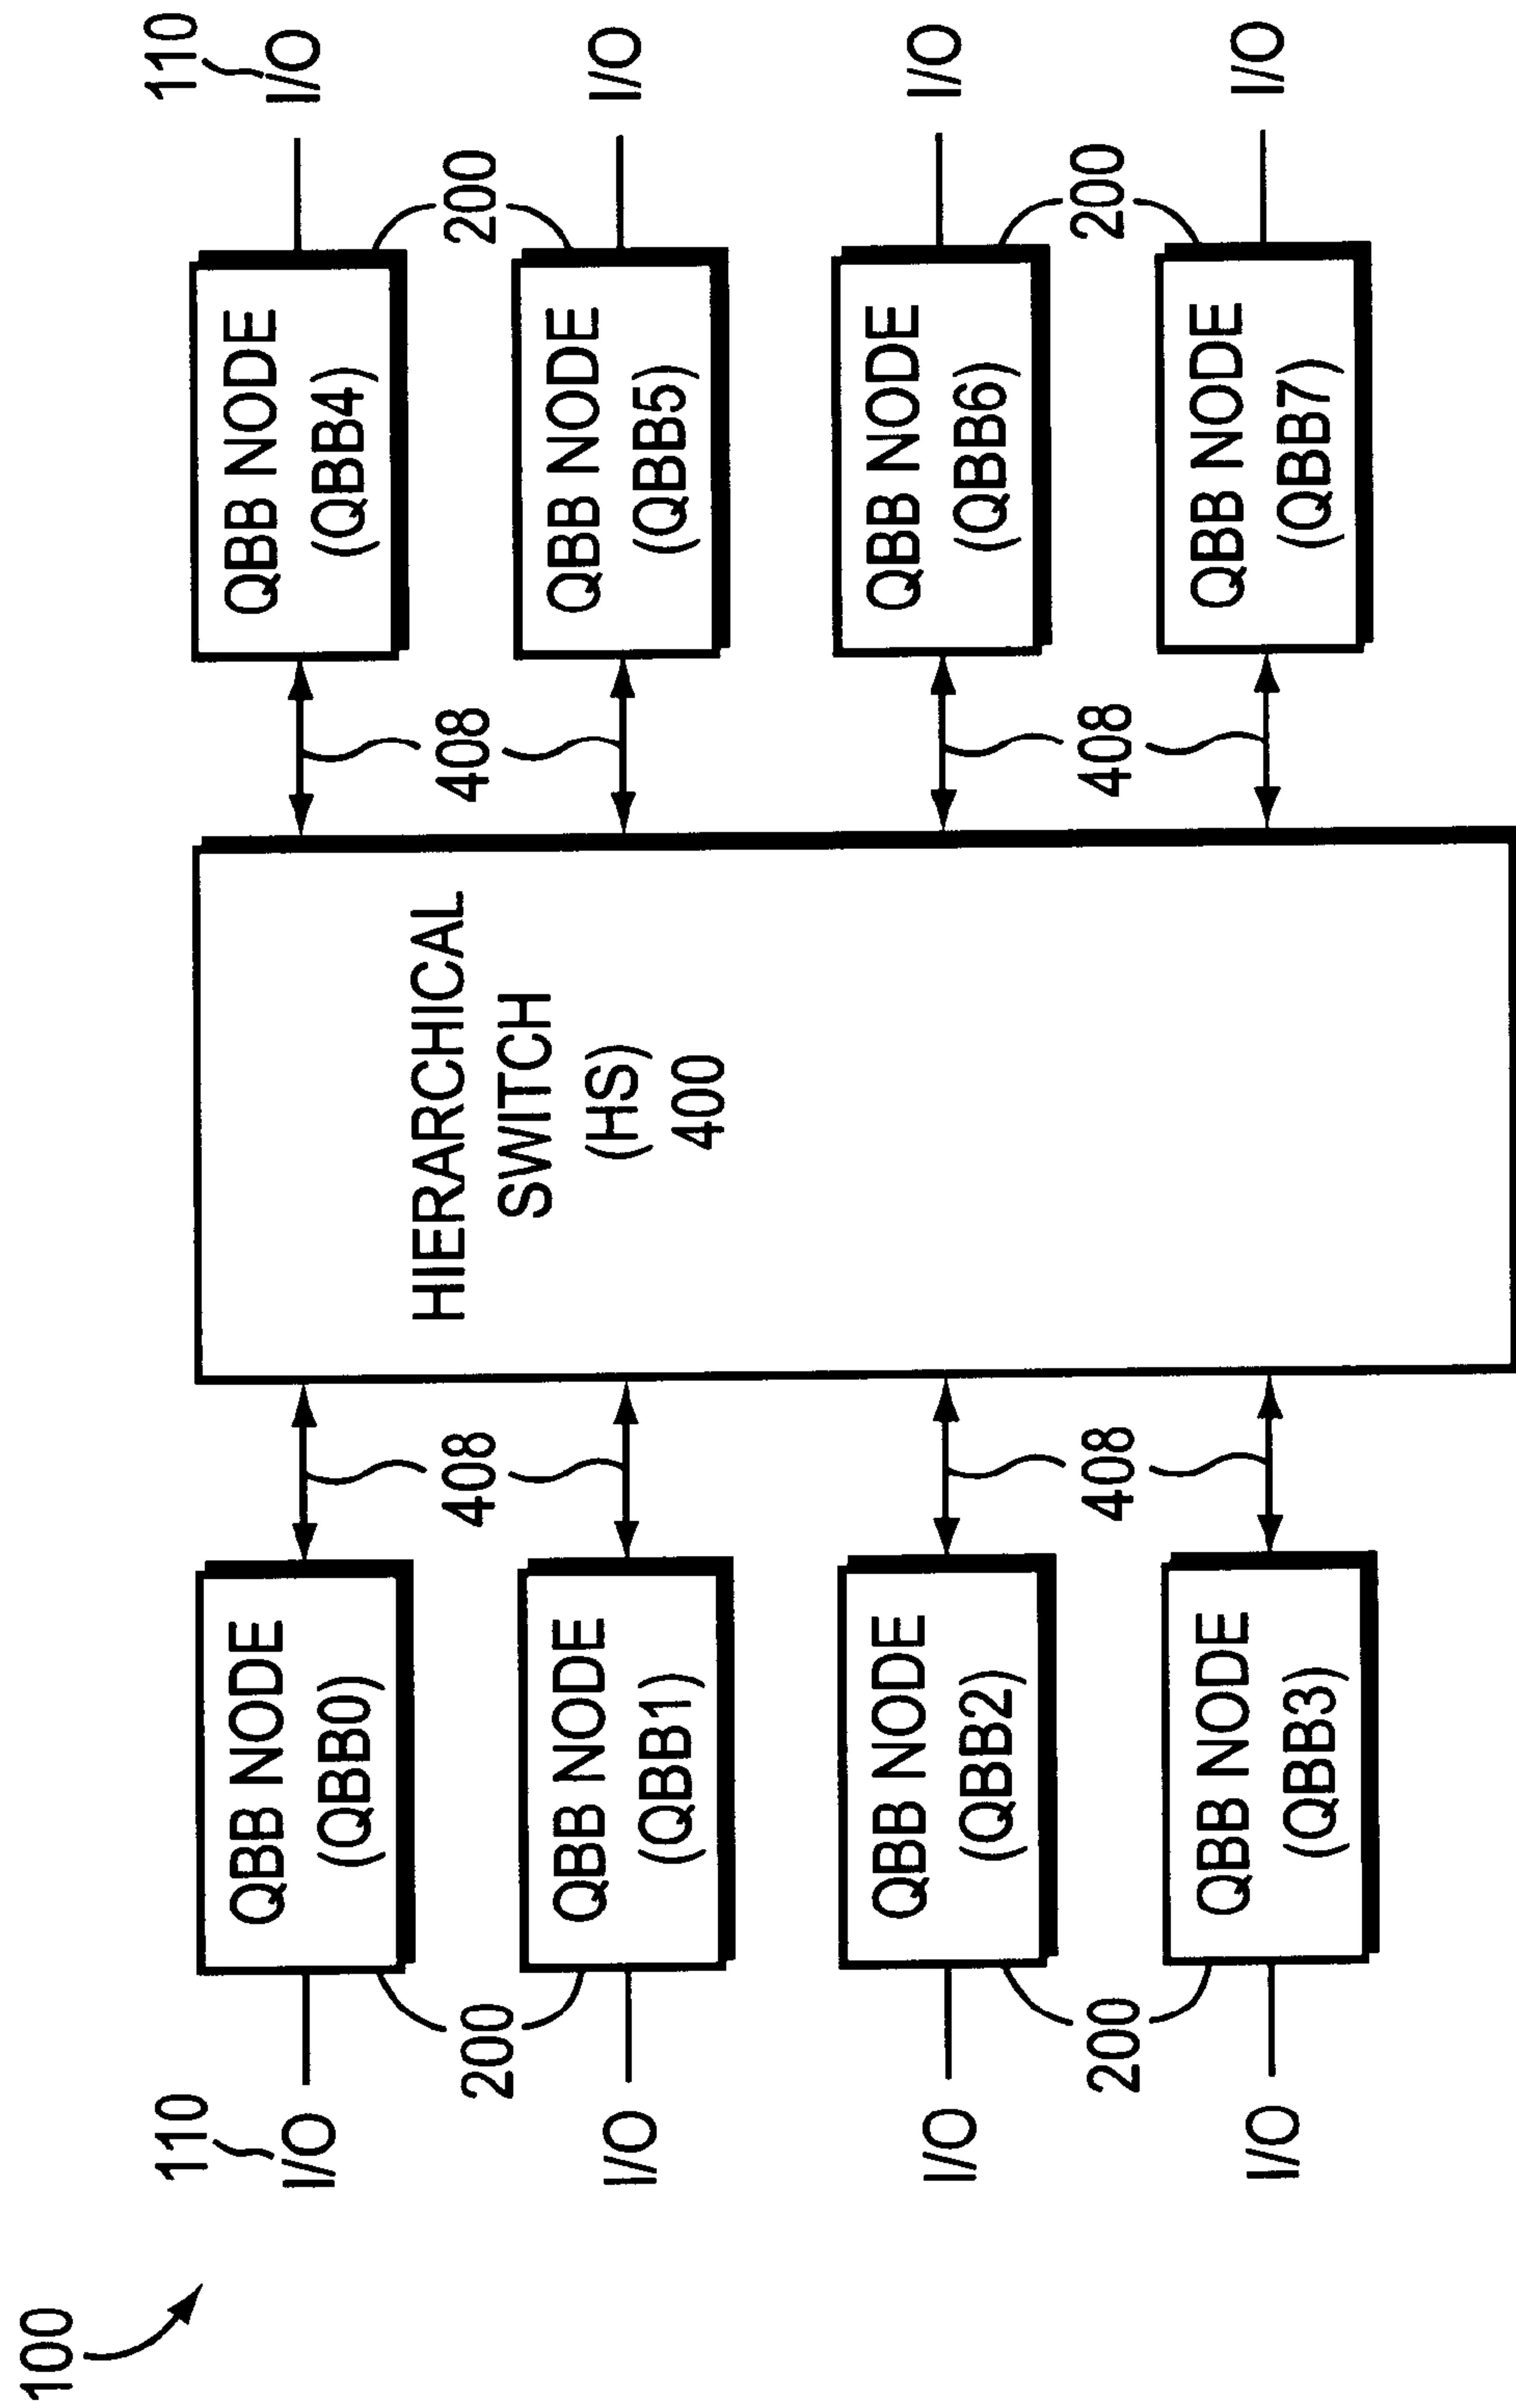 100
110
I/O
QBB NODE
(QBB0)
200
I/O
QBB NODE
(QBB1)
I/O
QBB NODE
(QBB2)
200
I/O
QBB NODE
(QBB3)
408
408
HIERARCHICAL
SWITCH
(HS)
400
408
408
110
I/O
QBB NODE
(QBB4)
200
I/O
QBB NODE
(QBB5)
I/O
QBB NODE
(QBB6)
200
I/O
QBB NODE
(QBB7)